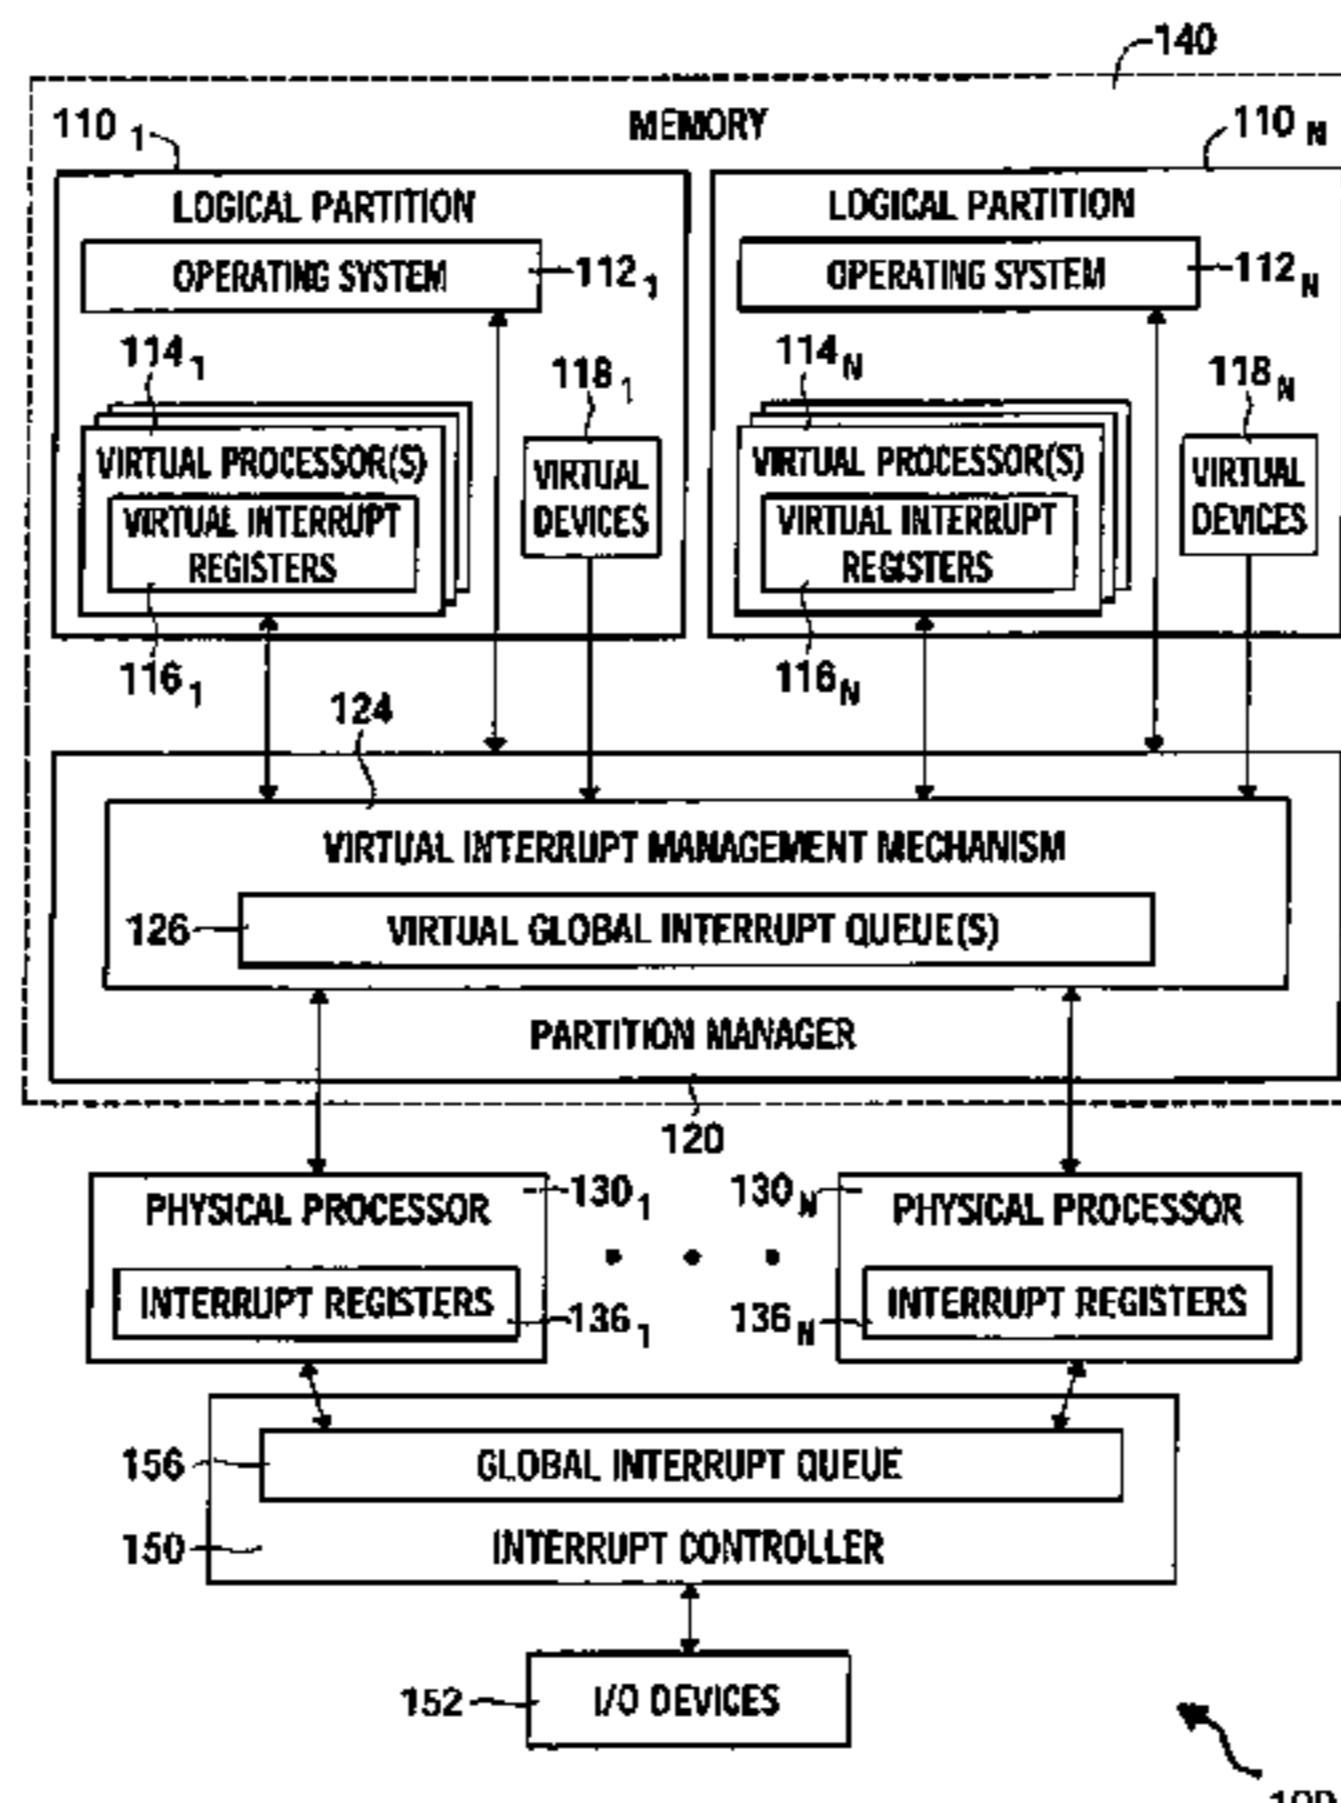 140
MEMORY
110 1
110 N
LOGICAL PARTITION
LOGICAL PARTITION
OPERATING SYSTEM
112 1
OPERATING SYSTEM
112 N
114 1
118 1
114 N
118 N
VIRTUAL PROCESSOR(S)
VIRTUAL INTERRUPT
REGISTERS
VIRTUAL
DEVICES
VIRTUAL PROCESSOR(S)
VIRTUAL INTERRUPT
REGISTERS
VIRTUAL
DEVICES
116 1
116 N
124
VIRTUAL INTERRUPT MANAGEMENT MECHANISM
126
VIRTUAL GLOBAL INTERRUPT QUEUE(S)
PARTITION MANAGER
120
PHYSICAL PROCESSOR
130 1
130 N
PHYSICAL PROCESSOR
INTERRUPT REGISTERS
136 1
136 N
INTERRUPT REGISTERS
156
GLOBAL INTERRUPT QUEUE
150
INTERRUPT CONTROLLER
152
I/O DEVICES